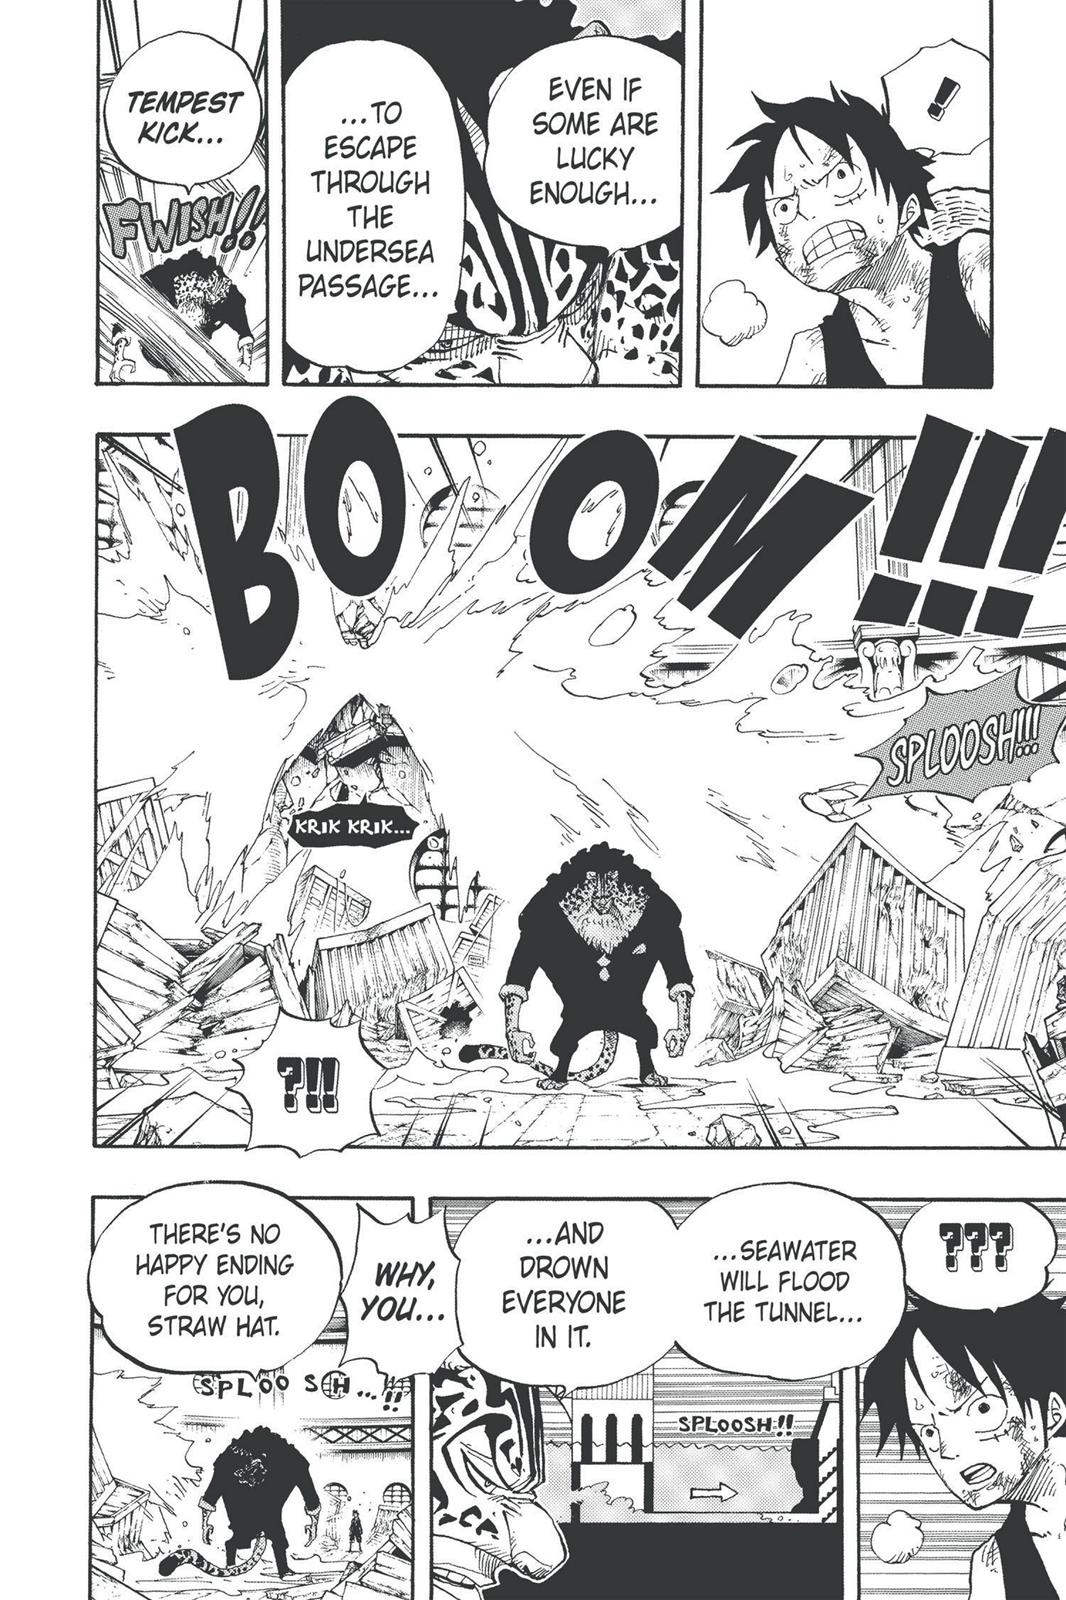 !
EVEN IF
SOME ARE
LUCKY
ENOUGH...
...TO
ESCAPE
THROUGH
THE
UNDERSEA
PASSAGE...
TEMPEST
KICK...
FWISH!!
BOOM!!!
SPLOOSH!!!
KRIK KRIK...
?!!
???
...SEAWATER
WILL FLOOD
THE TUNNEL...
...AND
DROWN
EVERYONE
IN IT.
SPLOOSH!!
WHY,
YOU...
THERE'S NO
HAPPY ENDING
FOR YOU,
STRAW HAT.
SPLOOSH...!!